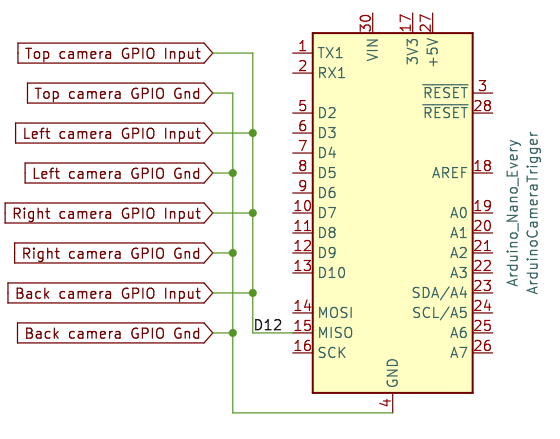 Top camera GPIO Input
Top camera GPIO Gnd
Left camera GPIO Input
Left camera GPIO Gnd
Right camera GPIO Input
Right camera GPIO Gnd
Back camera GPIO Input
Back camera GPIO Gnd
D12
30
17
27
VIN
3V3
+5V
1 TX1
2 RX1
5 D2
6 D3
7 D4
8 D5
9 D6
10 D7
11 D8
12 D9
13 D10
14 MOSI
15 MISO
16 SCK
RESET 3
RESET 28
AREF 18
A0 19
A1 20
A2 21
A3 22
SDA/A4 23
SCL/A5 24
A6 25
A7 26
GND
4
Arduino_Nano_Every
ArduinoCameraTrigger